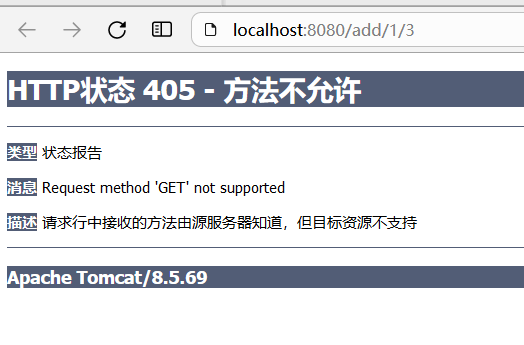 localhost:8080/add/1/3
HTTP状态 405 - 方法不允许
类型 状态报告
消息 Request method 'GET' not supported
描述 请求行中接收的方法由源服务器知道，但目标资源不支持
Apache Tomcat/8.5.69